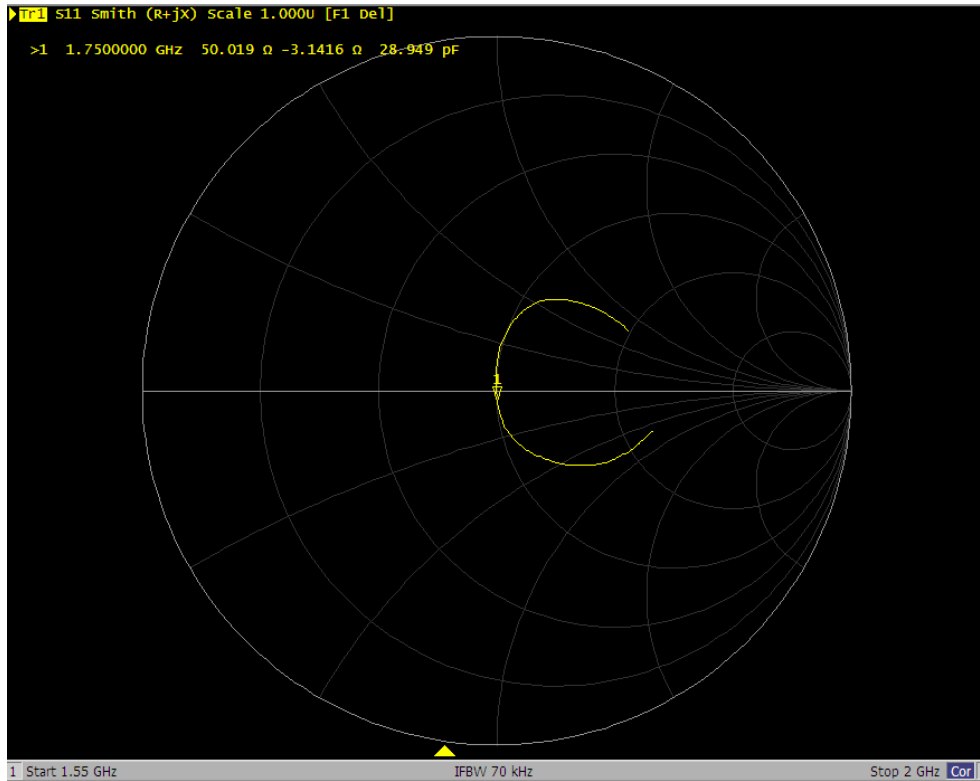 Tr1 S11 Smith (R+jX) Scale 1.000U [F1 Del]
>1 1.7500000 GHz 50.019 Ω -3.1416 Ω 28.949 pF
1
1 Start 1.55 GHz IFBW 70 kHz Stop 2 GHz Cor